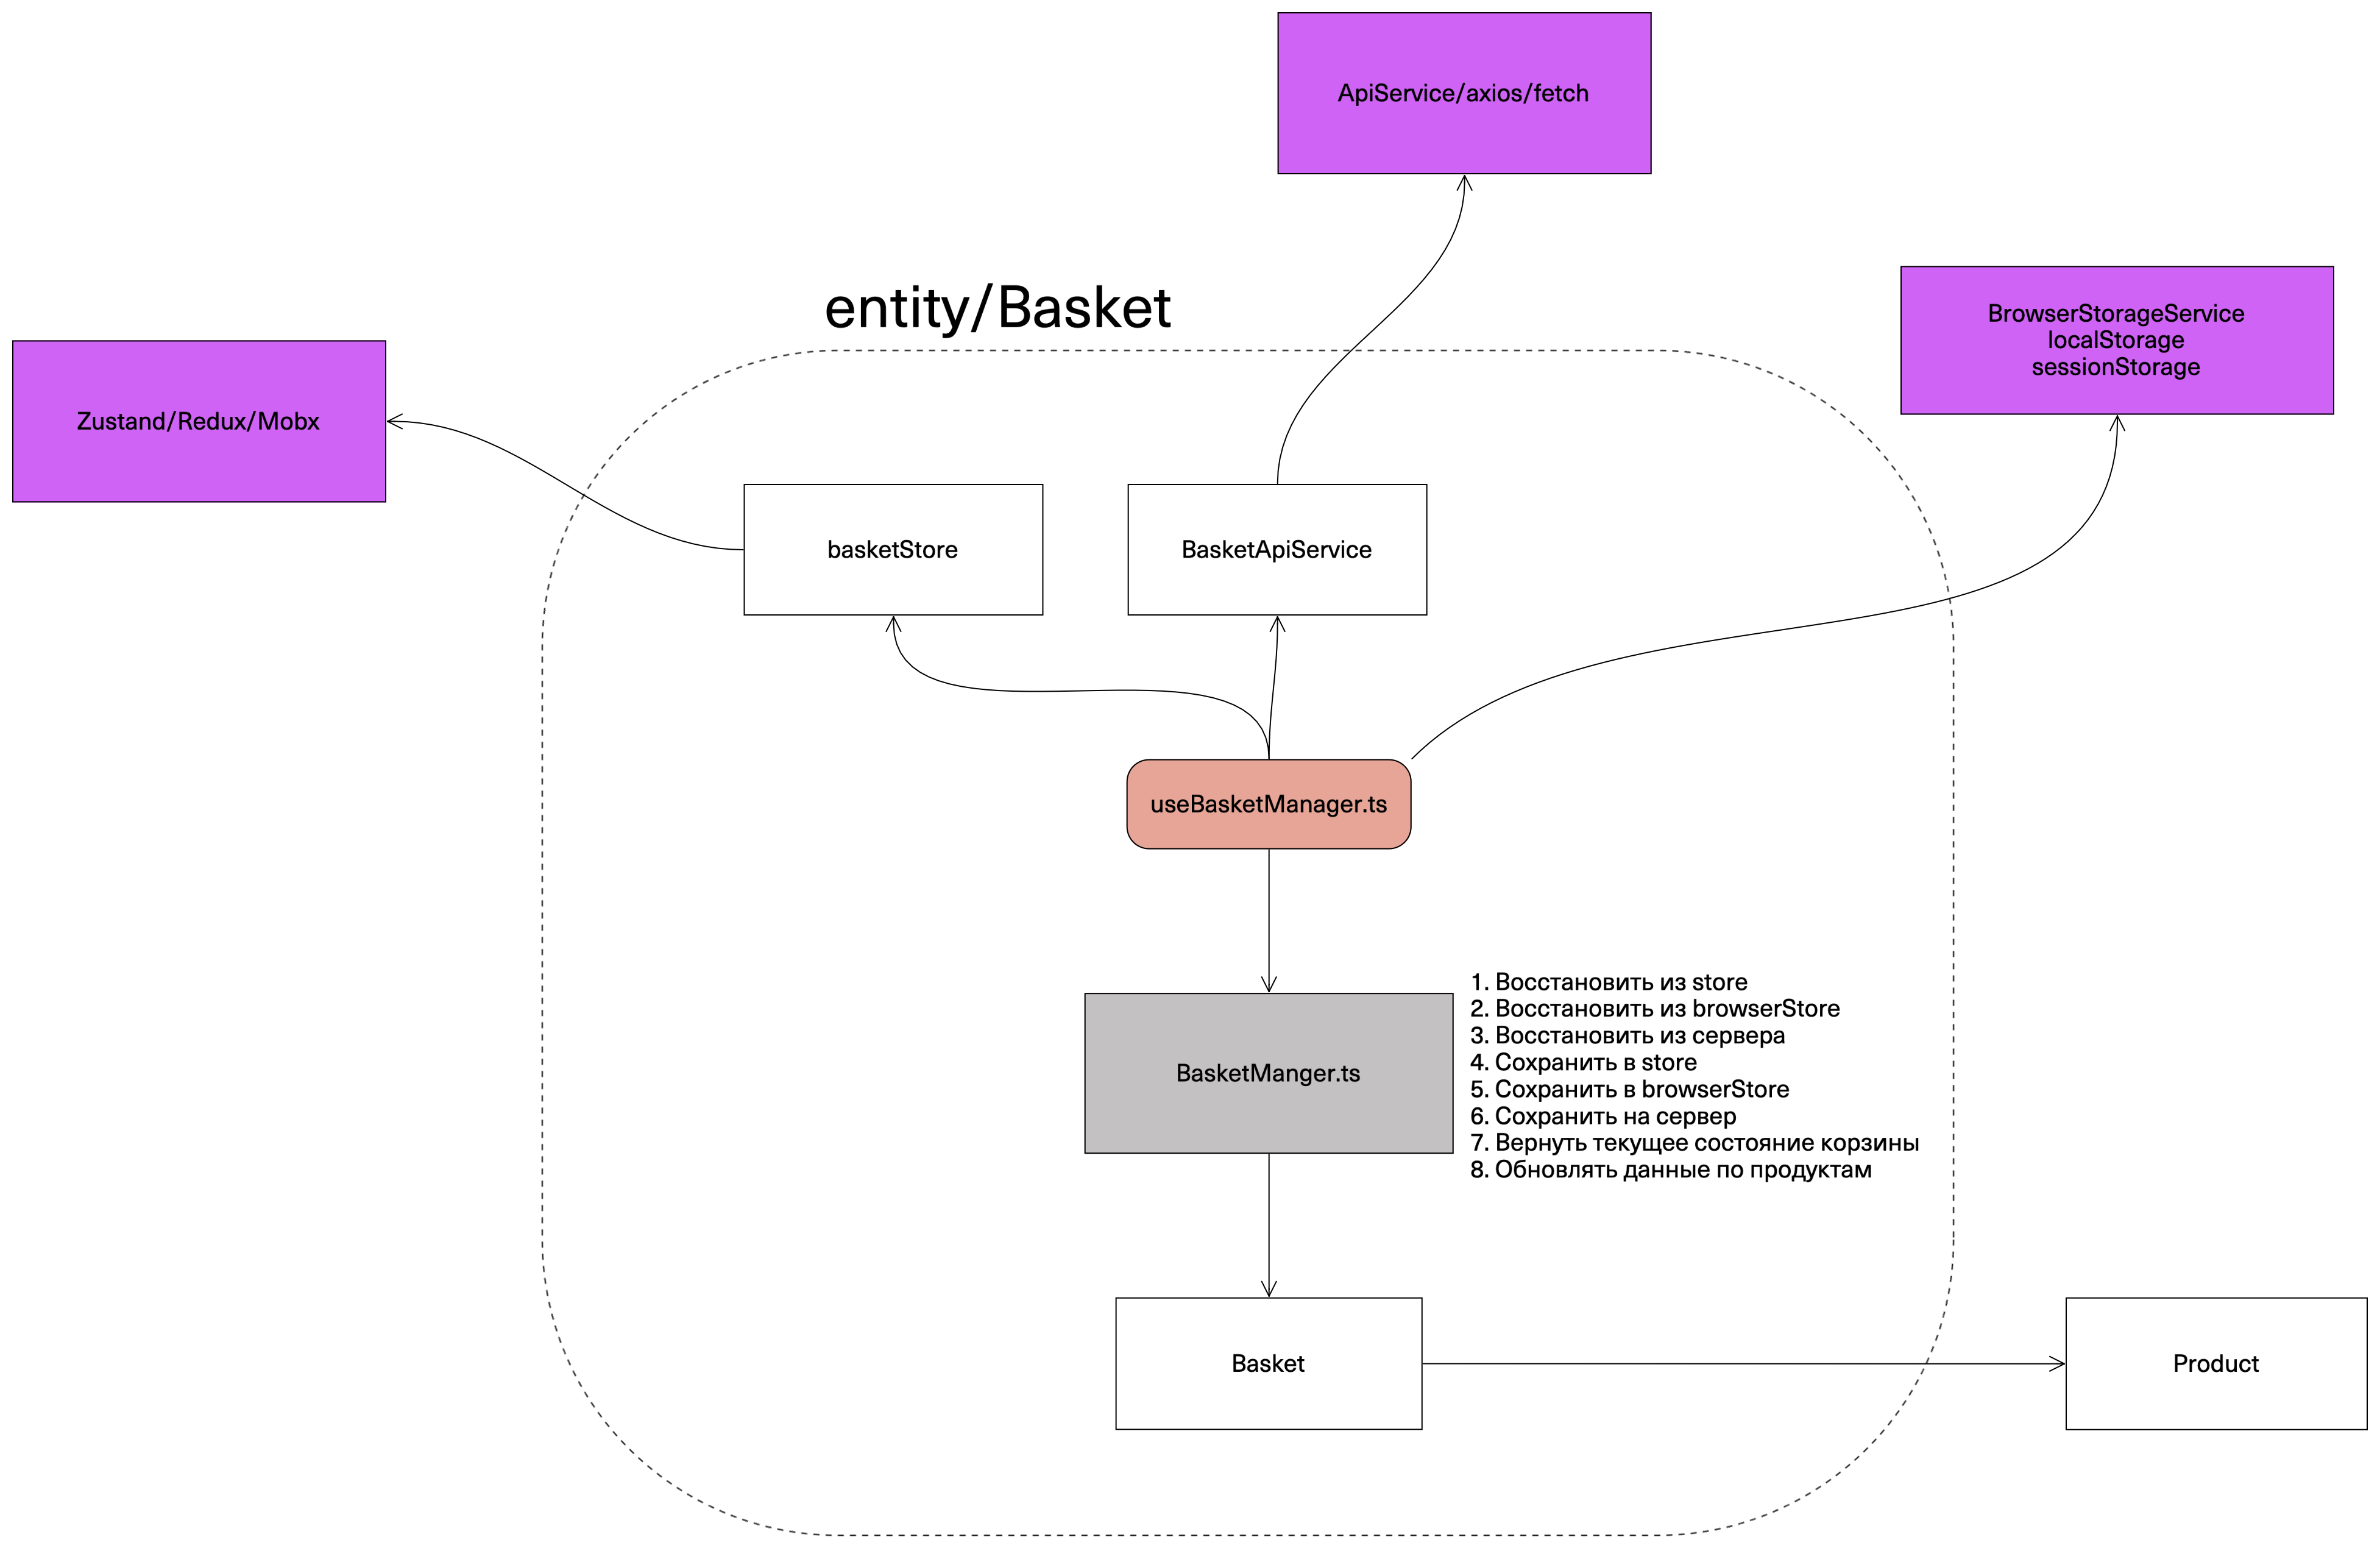 ApiService/axios/fetch
BrowserStorageService
localStorage
sessionStorage
entity/Basket
Zustand/Redux/Mobx
basketStore
BasketApiService
useBasketManager.ts
BasketManger.ts
1. Восстановить из store
2. Восстановить из browserStore
3. Восстановить из сервера
4. Сохранить в store
5. Сохранить в browserStore
6. Сохранить на сервер
7. Вернуть текущее состояние корзины
8. Обновлять данные по продуктам
Basket
Product